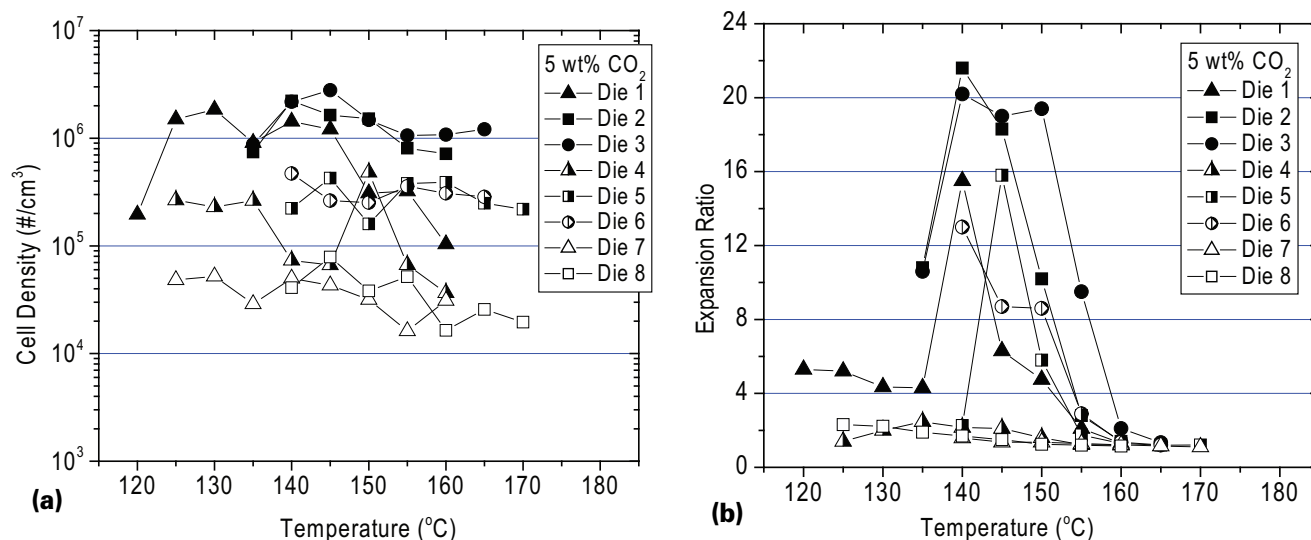 10^7
10^6
10^5
10^4
10^3
Cell Density (#/cm^3)
5 wt% CO_2
Die 1
Die 2
Die 3
Die 4
Die 5
Die 6
Die 7
Die 8
120 130 140 150 160 170 180
(a)
Temperature (°C)
24
20
16
12
8
4
0
Expansion Ratio
5 wt% CO_2
Die 1
Die 2
Die 3
Die 4
Die 5
Die 6
Die 7
Die 8
120 130 140 150 160 170 180
(b)
Temperature (°C)